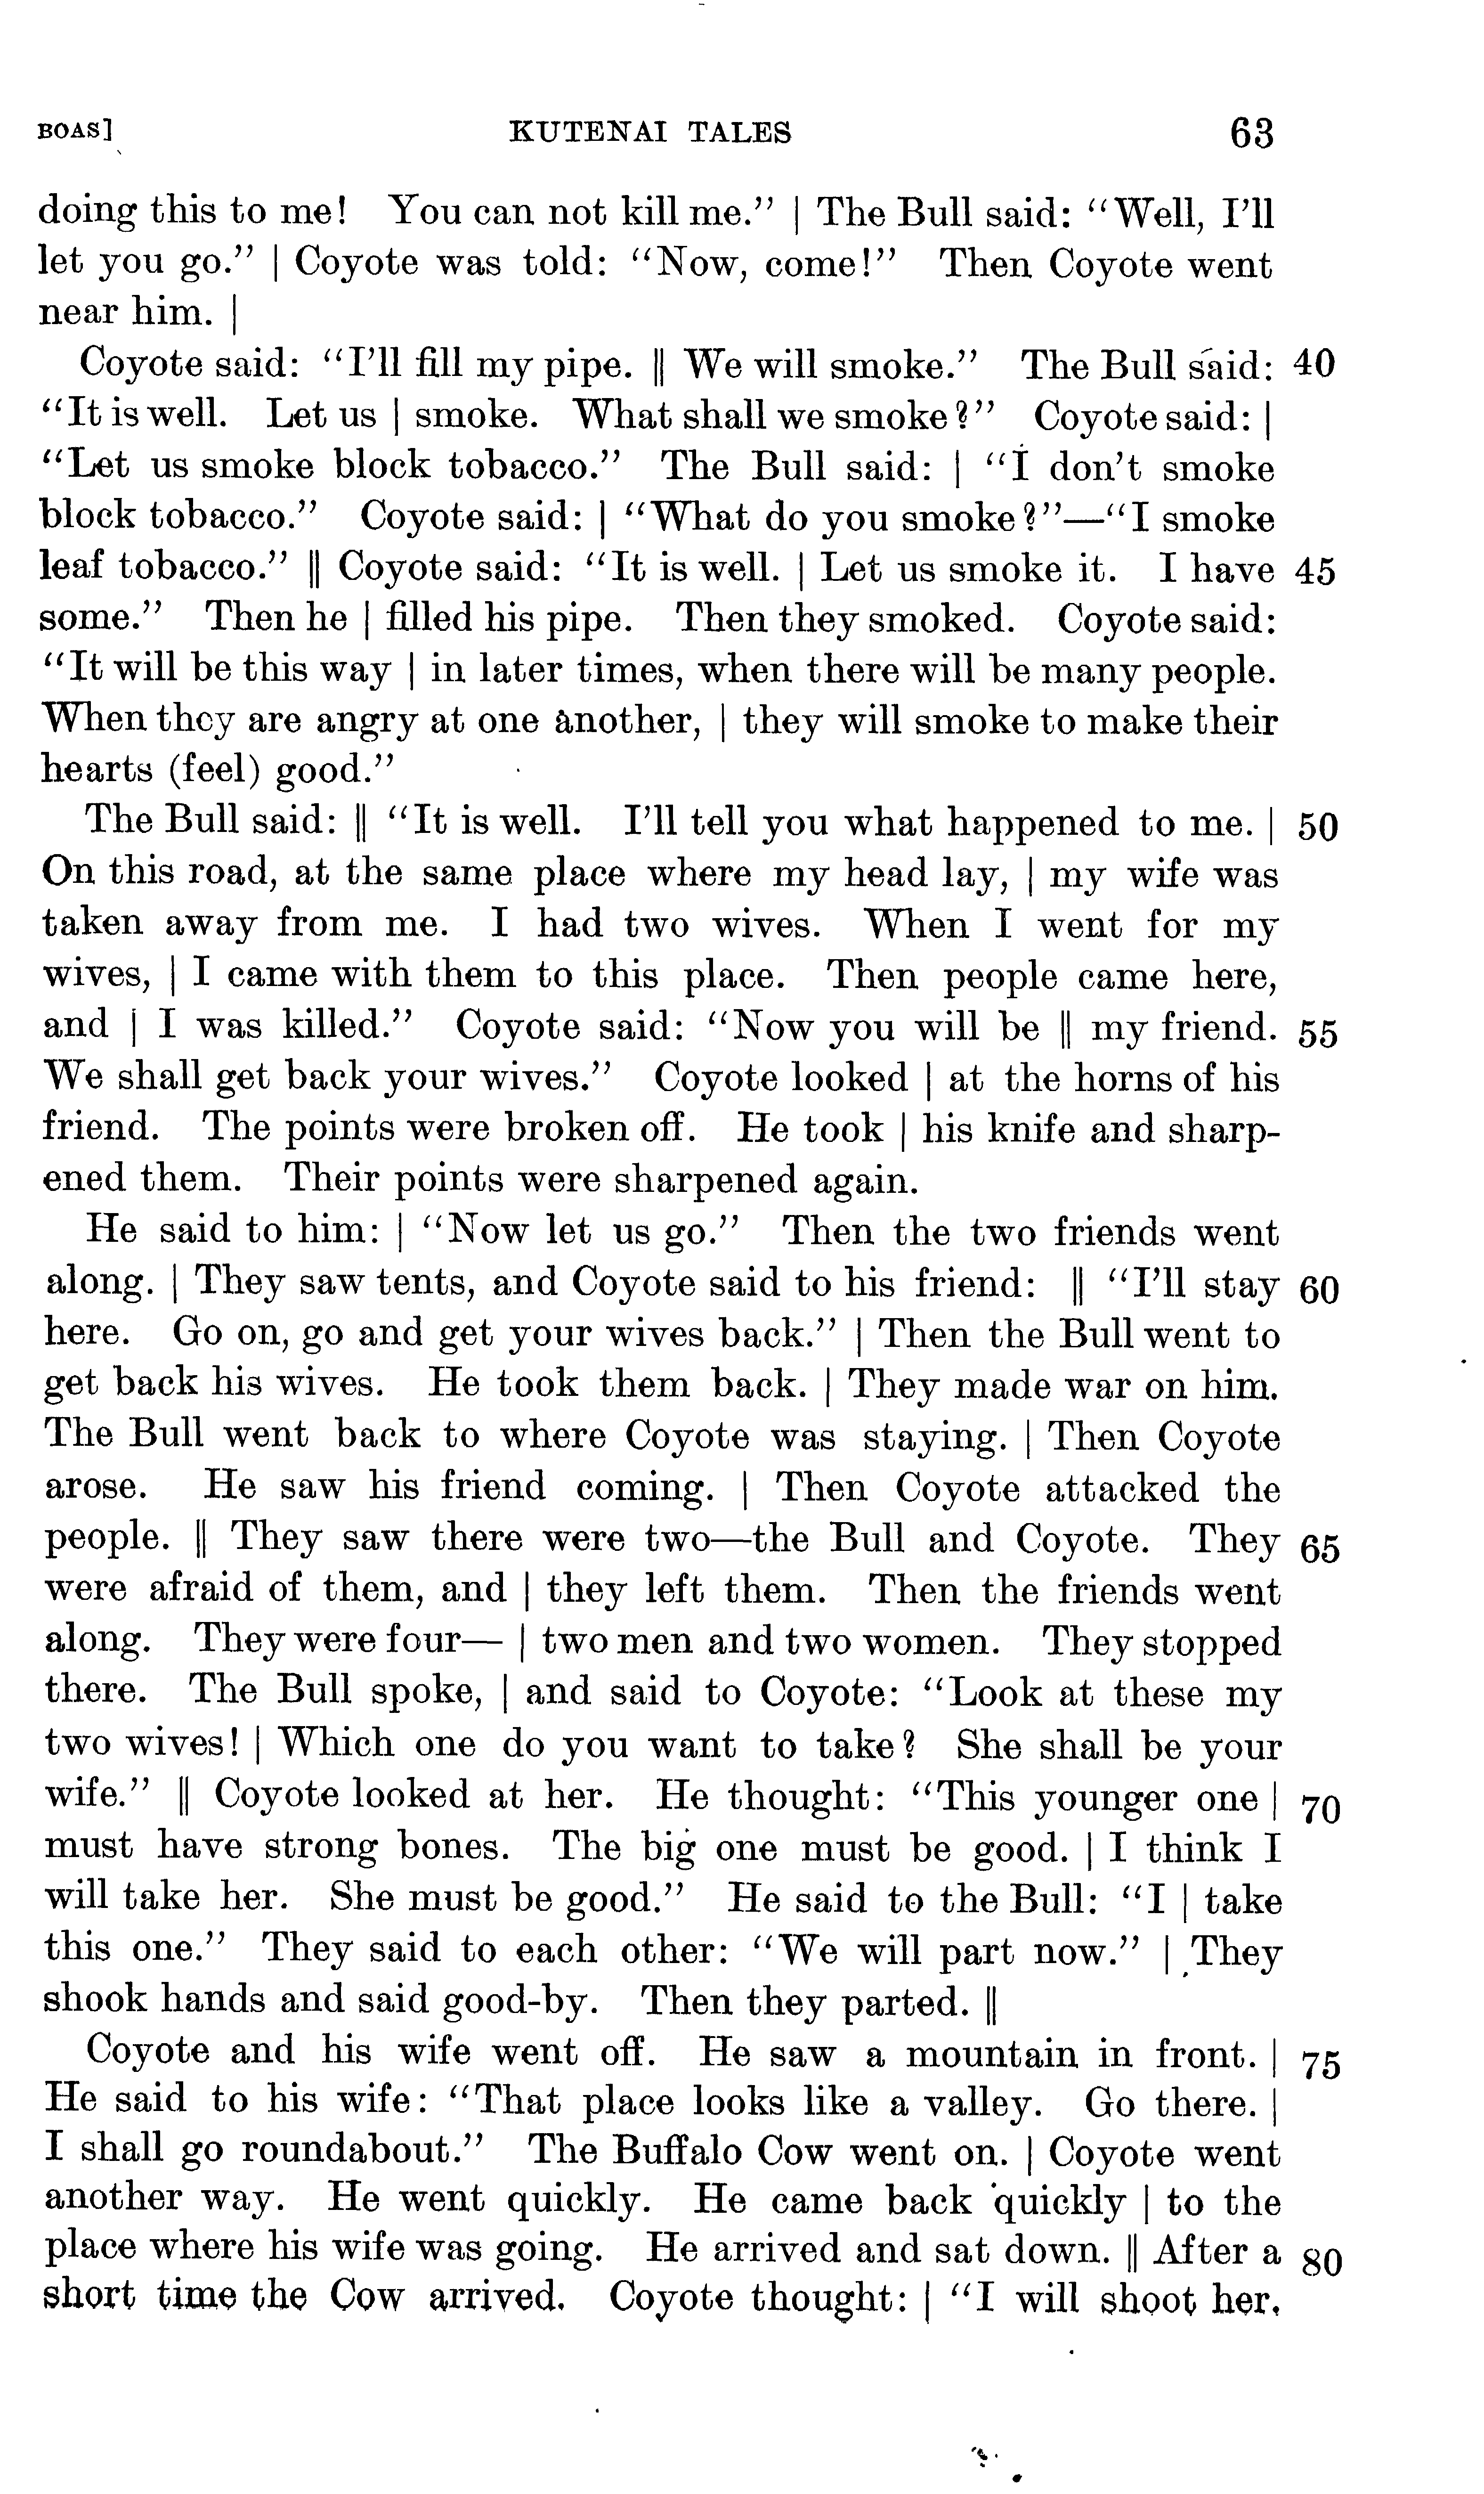 BOAS] KUTENAI TALES 63
doing this to me! You can not kill me.” | The Bull said: “Well, I’ll
let you go.” | Coyote was told: “Now, come!” Then Coyote went
near him. |
Coyote said: “I’ll fill my pipe. || We will smoke.” The Bull said: 40
“It is well. Let us | smoke. What shall we smoke?” Coyote said: |
“Let us smoke block tobacco.” The Bull said: | “I don’t smoke
block tobacco.” Coyote said: | “What do you smoke?”—“I smoke
leaf tobacco.” || Coyote said: “It is well. | Let us smoke it. I have 45
some.” Then he | filled his pipe. Then they smoked. Coyote said:
“It will be this way | in later times, when there will be many people.
When they are angry at one another, | they will smoke to make their
hearts (feel) good.”
The Bull said: || “It is well. I’ll tell you what happened to me. | 50
On this road, at the same place where my head lay, | my wife was
taken away from me. I had two wives. When I went for my
wives, | I came with them to this place. Then people came here,
and | I was killed.” Coyote said: “Now you will be || my friend. 55
We shall get back your wives.” Coyote looked | at the horns of his
friend. The points were broken off. He took | his knife and sharp-
ened them. Their points were sharpened again.
He said to him: | “Now let us go.” Then the two friends went
along. | They saw tents, and Coyote said to his friend: || “I’ll stay 60
here. Go on, go and get your wives back.” | Then the Bull went to
get back his wives. He took them back. | They made war on him.
The Bull went back to where Coyote was staying. | Then Coyote
arose. He saw his friend coming. | Then Coyote attacked the
people. || They saw there were two—the Bull and Coyote. They 65
were afraid of them, and | they left them. Then the friends went
along. They were four— | two men and two women. They stopped
there. The Bull spoke, | and said to Coyote: “Look at these my
two wives! | Which one do you want to take? She shall be your
wife.” || Coyote looked at her. He thought: “This younger one | 70
must have strong bones. The big one must be good. | I think I
will take her. She must be good.” He said to the Bull: “I | take
this one.” They said to each other: “We will part now.” | They
shook hands and said good-by. Then they parted. ||
Coyote and his wife went off. He saw a mountain in front. | 75
He said to his wife: “That place looks like a valley. Go there. |
I shall go roundabout.” The Buffalo Cow went on. | Coyote went
another way. He went quickly. He came back quickly | to the
place where his wife was going. He arrived and sat down. || After a 80
short time the Cow arrived. Coyote thought: | “I will shoot her.